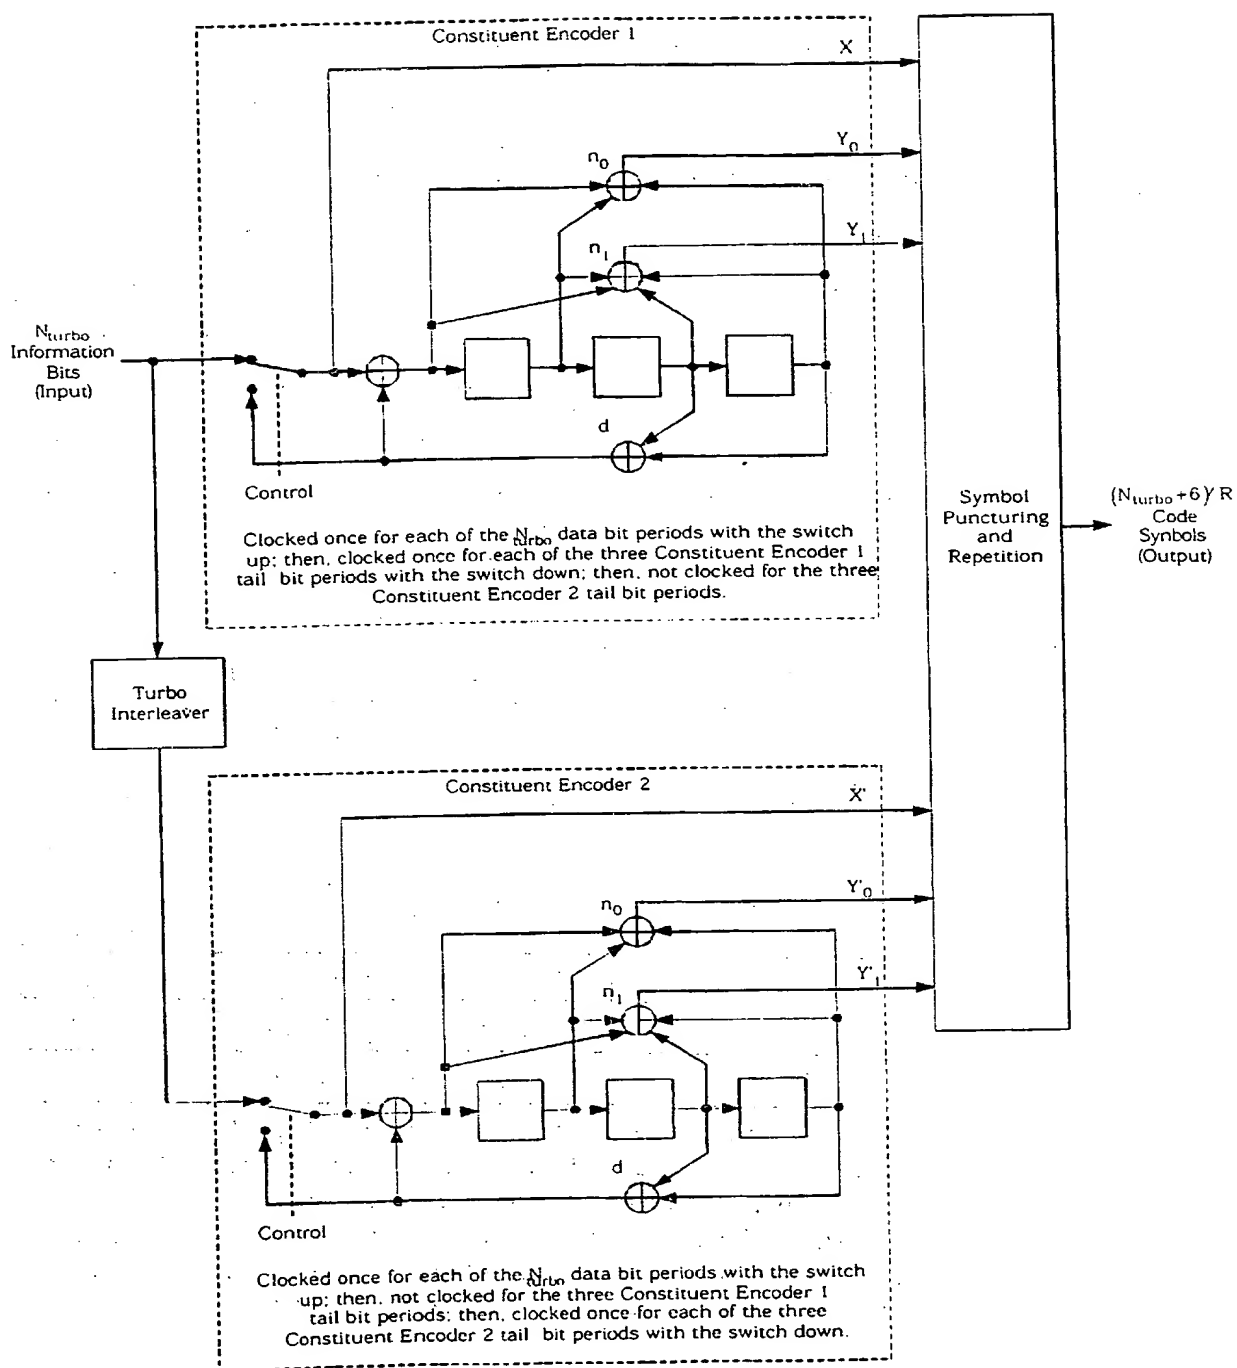 Constituent Encoder 1
X
Y0
n0
Y1
n1
Nturbo
Information
Bits
(Input)
d
Control
Symbol
Puncturing
and
Repetition
(Nturbo+6)/R
Code
Symbols
(Output)
Clocked once for each of the Nturbo data bit periods with the switch
up; then, clocked once for each of the three Constituent Encoder 1
tail bit periods with the switch down; then, not clocked for the three
Constituent Encoder 2 tail bit periods.
Turbo
Interleaver
Constituent Encoder 2
X'
Y'0
n0
Y'1
n1
d
Control
Clocked once for each of the Nturbo data bit periods with the switch
up; then, not clocked for the three Constituent Encoder 1
tail bit periods; then, clocked once for each of the three
Constituent Encoder 2 tail bit periods with the switch down.